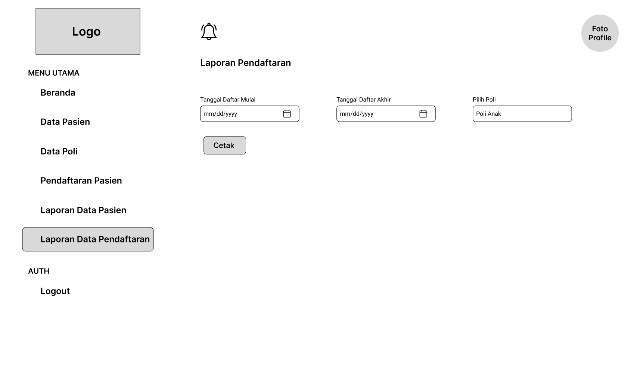 Logo
Foto
Profile
MENU UTAMA
Beranda
Data Pasien
Data Poli
Pendaftaran Pasien
Laporan Data Pasien
Laporan Data Pendaftaran
AUTH
Logout
Laporan Pendaftaran
Tanggal Daftar Mulai
mm/dd/yyyy
Tanggal Daftar Akhir
mm/dd/yyyy
Pilih Poli
Poli Anak
Cetak